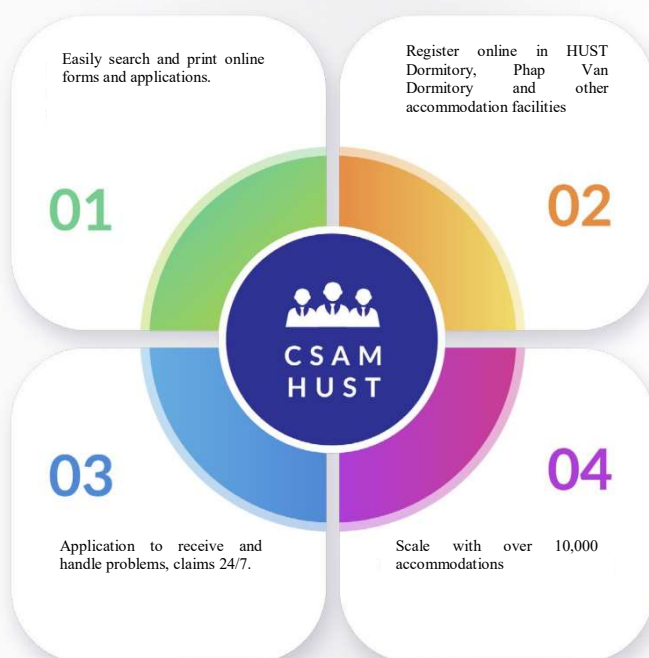 Easily search and print online
forms and applications.
01
Register online in HUST
Dormitory, Phap Van
Dormitory and other
accommodation facilities
02
CSAM
HUST
03
Application to receive and
handle problems, claims 24/7.
04
Scale with over 10,000
accommodations